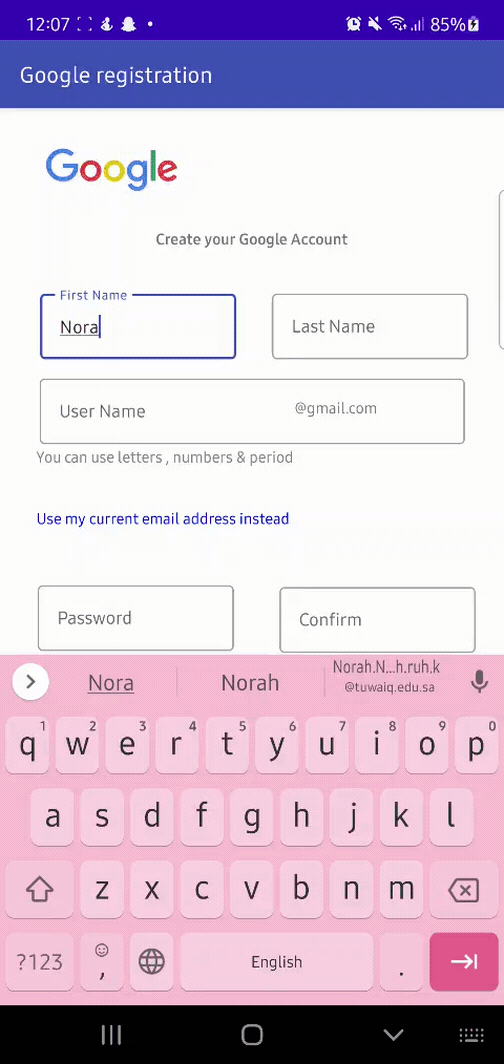 12:07 85%
Google registration
Google
Create your Google Account
First Name
Nora
Last Name
User Name @gmail.com
You can use letters , numbers & period
Use my current email address instead
Password Confirm
Nora Norah Norah.N...h.ruh.k
@tuwaiq.edu.sa
1 2 3 4 5 6 7 8 9 0
q w e r t y u i o p
a s d f g h j k l
z x c v b n m
?123 , English .